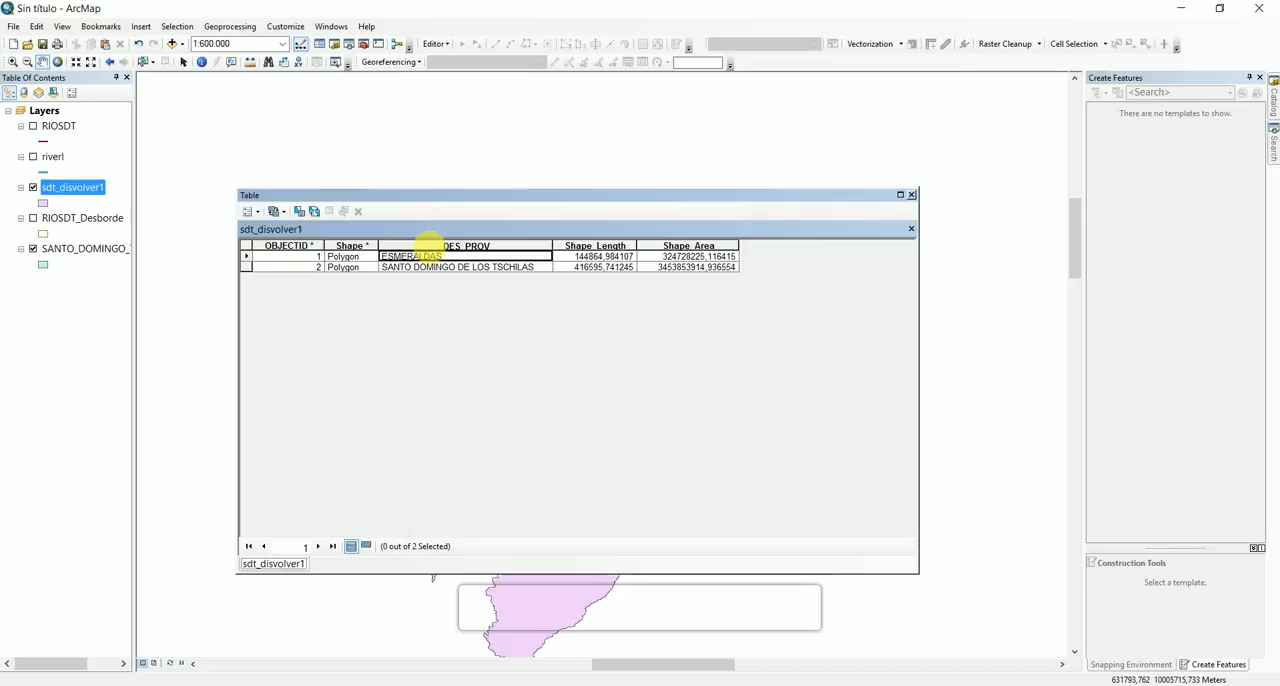 Sin título - ArcMap
File Edit View Bookmarks Insert Selection Geoprocessing Customize Windows Help
1:600.000 Editor Vectorization Raster Cleanup Cell Selection
Georeferencing
Table Of Contents
Layers
RIOSDT
riverl
sdt_disvolver1
RIOSDT_Desborde
SANTO_DOMINGO_
Table
sdt_disvolver1
OBJECTID * Shape * DES_PROV Shape_Length Shape_Area
1 Polygon ESMERALDAS 144864,984107 324728225,116415
2 Polygon SANTO DOMINGO DE LOS TSCHILAS 416595,741245 3453853914,936554
1 (0 out of 2 Selected)
sdt_disvolver1
Create Features
<Search>
There are no templates to show.
Construction Tools
Select a template.
Snapping Environment Create Features
Catalog
Search
631793,762 10005715,733 Meters